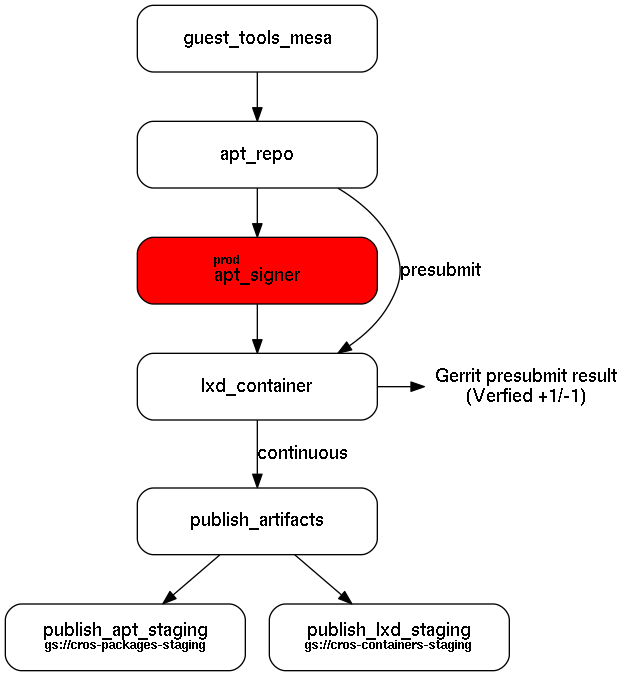 guest_tools_mesa
apt_repo
prod
apt_signer
presubmit
lxd_container
Gerrit presubmit result
(Verfied +1/-1)
continuous
publish_artifacts
publish_apt_staging
gs://cros-packages-staging
publish_lxd_staging
gs://cros-containers-staging